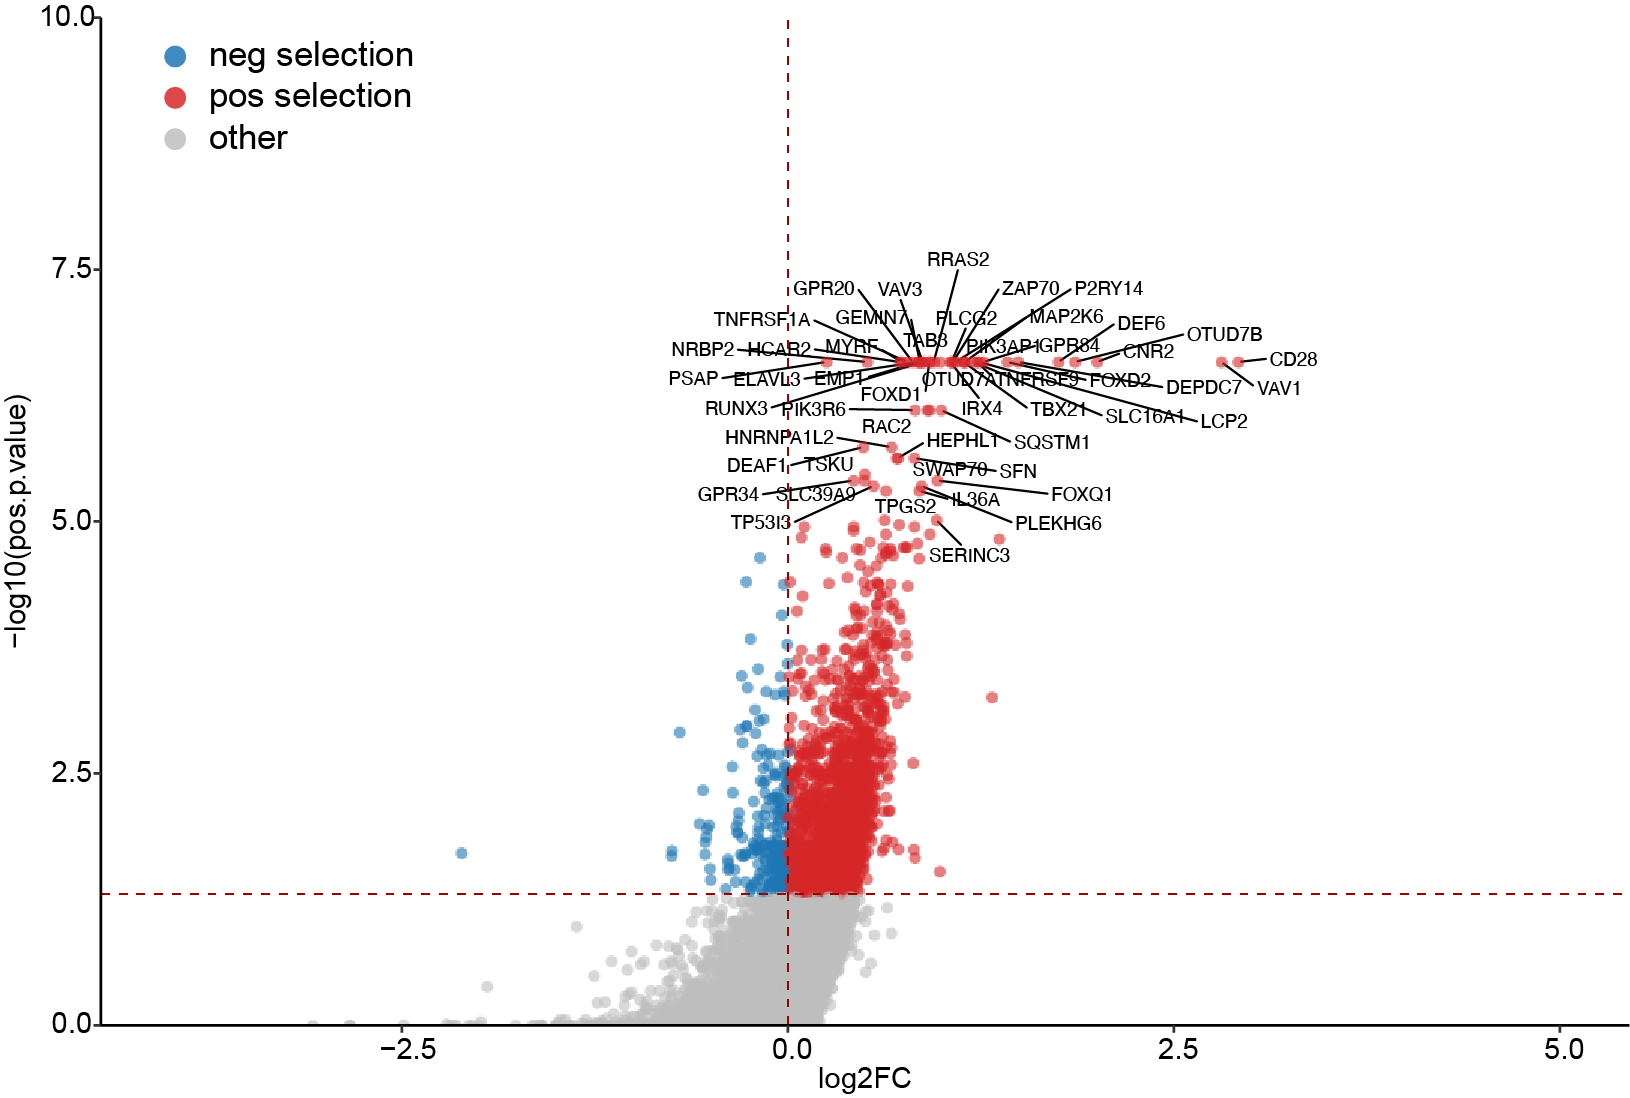 10.0
neg selection
pos selection
other
7.5
RRAS2
GPR20 VAV3 ZAP70 P2RY14
TNFRSF1A GEMIN7 PLCG2 MAP2K6 DEF6
NRBP2 HCAR2 MYRF TAB3 PIK3AP1 GPR84 CNR2 OTUD7B
CD28
PSAP ELAVL3 EMP1 OTUD7A TNFRSF9 FOXD2 DEPDC7 VAV1
RUNX3 PIK3R6 FOXD1 IRX4 TBX21 SLC16A1 LCP2
HNRNPA1L2 RAC2 HEPHL1 SQSTM1
DEAF1 TSKU SWAP70 SFN
GPR34 SLC39A9 TPGS2 IL36A FOXQ1
TP53I3 PLEKHG6
SERINC3
5.0
2.5
0.0
−log10(pos.p.value)
−2.5 0.0 2.5 5.0
log2FC